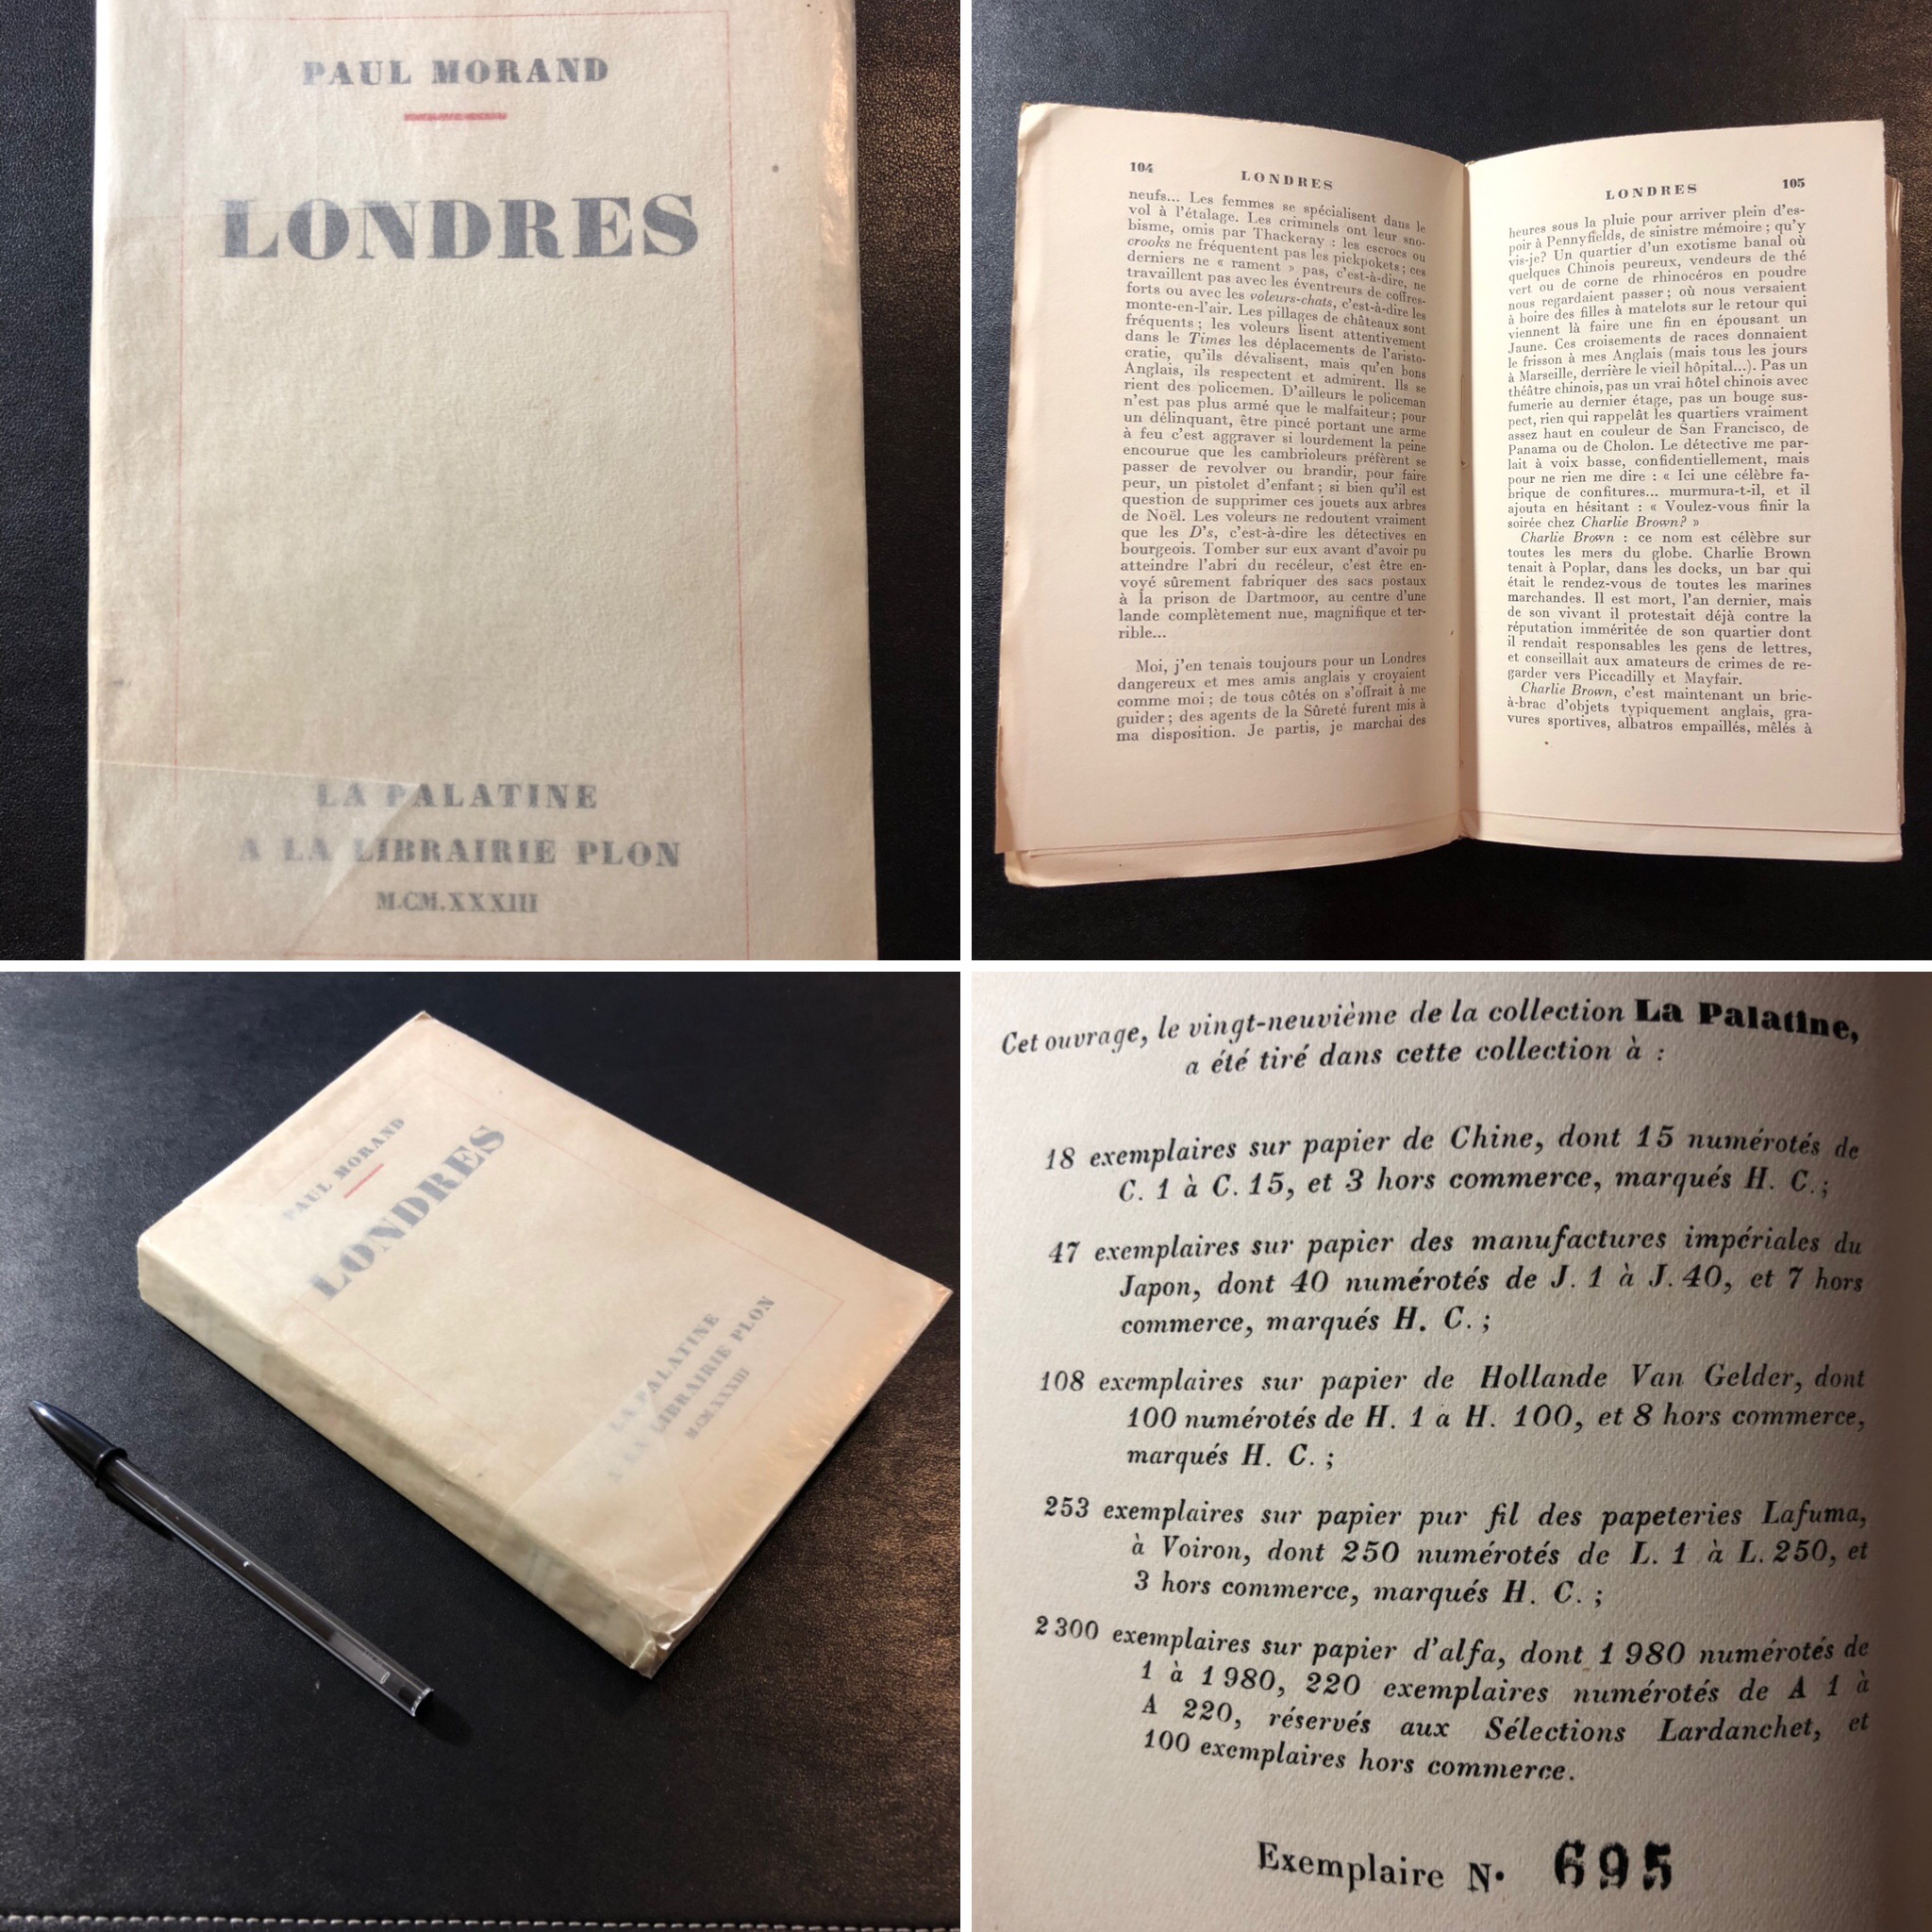 PAUL MORAND
LONDRES
LA PALATINE
A LA LIBRAIRIE PLON
M.CM.XXXIII
104
LONDRES
neufs... Les femmes se spécialisent dans le
vol à l'étalage. Les criminels ont leur sno-
bisme, omis par Thackeray : les escrocs ou
crooks ne fréquentent pas les pickpokets ; ces
derniers ne « rament » pas, c'est-à-dire, ne
travaillent pas avec les éventreurs de coffres-
forts ou avec les voleurs-chats, c'est-à-dire les
monte-en-l'air. Les pillages de châteaux sont
fréquents ; les voleurs lisent attentivement
dans le Times les déplacements de l'aristo-
cratie, qu'ils dévalisent, mais qu'en bons
Anglais, ils respectent et admirent. Ils se
rient des policemen. D'ailleurs le policeman
n'est pas plus armé que le malfaiteur ; pour
un délinquant, être pincé portant une arme
à feu c'est aggraver si lourdement la peine
encourue que les cambrioleurs préfèrent se
passer de revolver ou brandir, pour faire
peur, un pistolet d'enfant ; si bien qu'il est
question de supprimer ces jouets aux arbres
de Noël. Les voleurs ne redoutent vraiment
que les D's, c'est-à-dire les détectives en
bourgeois. Tomber sur eux avant d'avoir pu
atteindre l'abri du recéleur, c'est être en-
voyé sûrement fabriquer des sacs postaux
à la prison de Dartmoor, au centre d'une
lande complètement nue, magnifique et ter-
rible...
Moi, j'en tenais toujours pour un Londres
dangereux et mes amis anglais y croyaient
comme moi ; de tous côtés on s'offrait à me
guider ; des agents de la Sûreté furent mis à
ma disposition. Je partis, je marchai des
LONDRES
105
heures sous la pluie pour arriver plein d'es-
poir à Pennyfields, de sinistre mémoire ; qu'y
vis-je? Un quartier d'un exotisme banal où
quelques Chinois peureux, vendeurs de thé
vert ou de corne de rhinocéros en poudre
nous regardaient passer ; où nous versaient
à boire des filles à matelots sur le retour qui
viennent là faire une fin en épousant un
Jaune. Ces croisements de races donnaient
le frisson à mes Anglais (mais tous les jours
à Marseille, derrière le vieil hôpital...). Pas un
théâtre chinois, pas un vrai hôtel chinois avec
fumerie au dernier étage, pas un bouge sus-
pect, rien qui rappelât les quartiers vraiment
assez haut en couleur de San Francisco, de
Panama ou de Cholon. Le détective me par-
lait à voix basse, confidentiellement, mais
pour ne rien me dire : « Ici une célèbre fa-
brique de confitures... murmura-t-il, et il
ajouta en hésitant : « Voulez-vous finir la
soirée chez Charlie Brown? »
Charlie Brown : ce nom est célèbre sur
toutes les mers du globe. Charlie Brown
tenait à Poplar, dans les docks, un bar qui
était le rendez-vous de toutes les marines
marchandes. Il est mort, l'an dernier, mais
de son vivant il protestait déjà contre la
réputation imméritée de son quartier dont
il rendait responsables les gens de lettres,
et conseillait aux amateurs de crimes de re-
garder vers Piccadilly et Mayfair.
Charlie Brown, c'est maintenant un bric-
à-brac d'objets typiquement anglais, gra-
vures sportives, albatros empaillés, mêlés à
PAUL MORAND
LONDRES
LA PALATINE
A LA LIBRAIRIE PLON
M.CM.XXXIII
Cet ouvrage, le vingt-neuvième de la collection La Palatine,
a été tiré dans cette collection à :
18 exemplaires sur papier de Chine, dont 15 numérotés de
C. 1 à C. 15, et 3 hors commerce, marqués H. C. ;
47 exemplaires sur papier des manufactures impériales du
Japon, dont 40 numérotés de J. 1 à J. 40, et 7 hors
commerce, marqués H. C. ;
108 exemplaires sur papier de Hollande Van Gelder, dont
100 numérotés de H. 1 a H. 100, et 8 hors commerce,
marqués H. C. ;
253 exemplaires sur papier pur fil des papeteries Lafuma,
à Voiron, dont 250 numérotés de L. 1 à L. 250, et
3 hors commerce, marqués H. C. ;
2 300 exemplaires sur papier d'alfa, dont 1 980 numérotés de
1 à 1 980, 220 exemplaires numérotés de A 1 à
A 220, réservés aux Sélections Lardanchet, et
100 exemplaires hors commerce.
Exemplaire N• 695